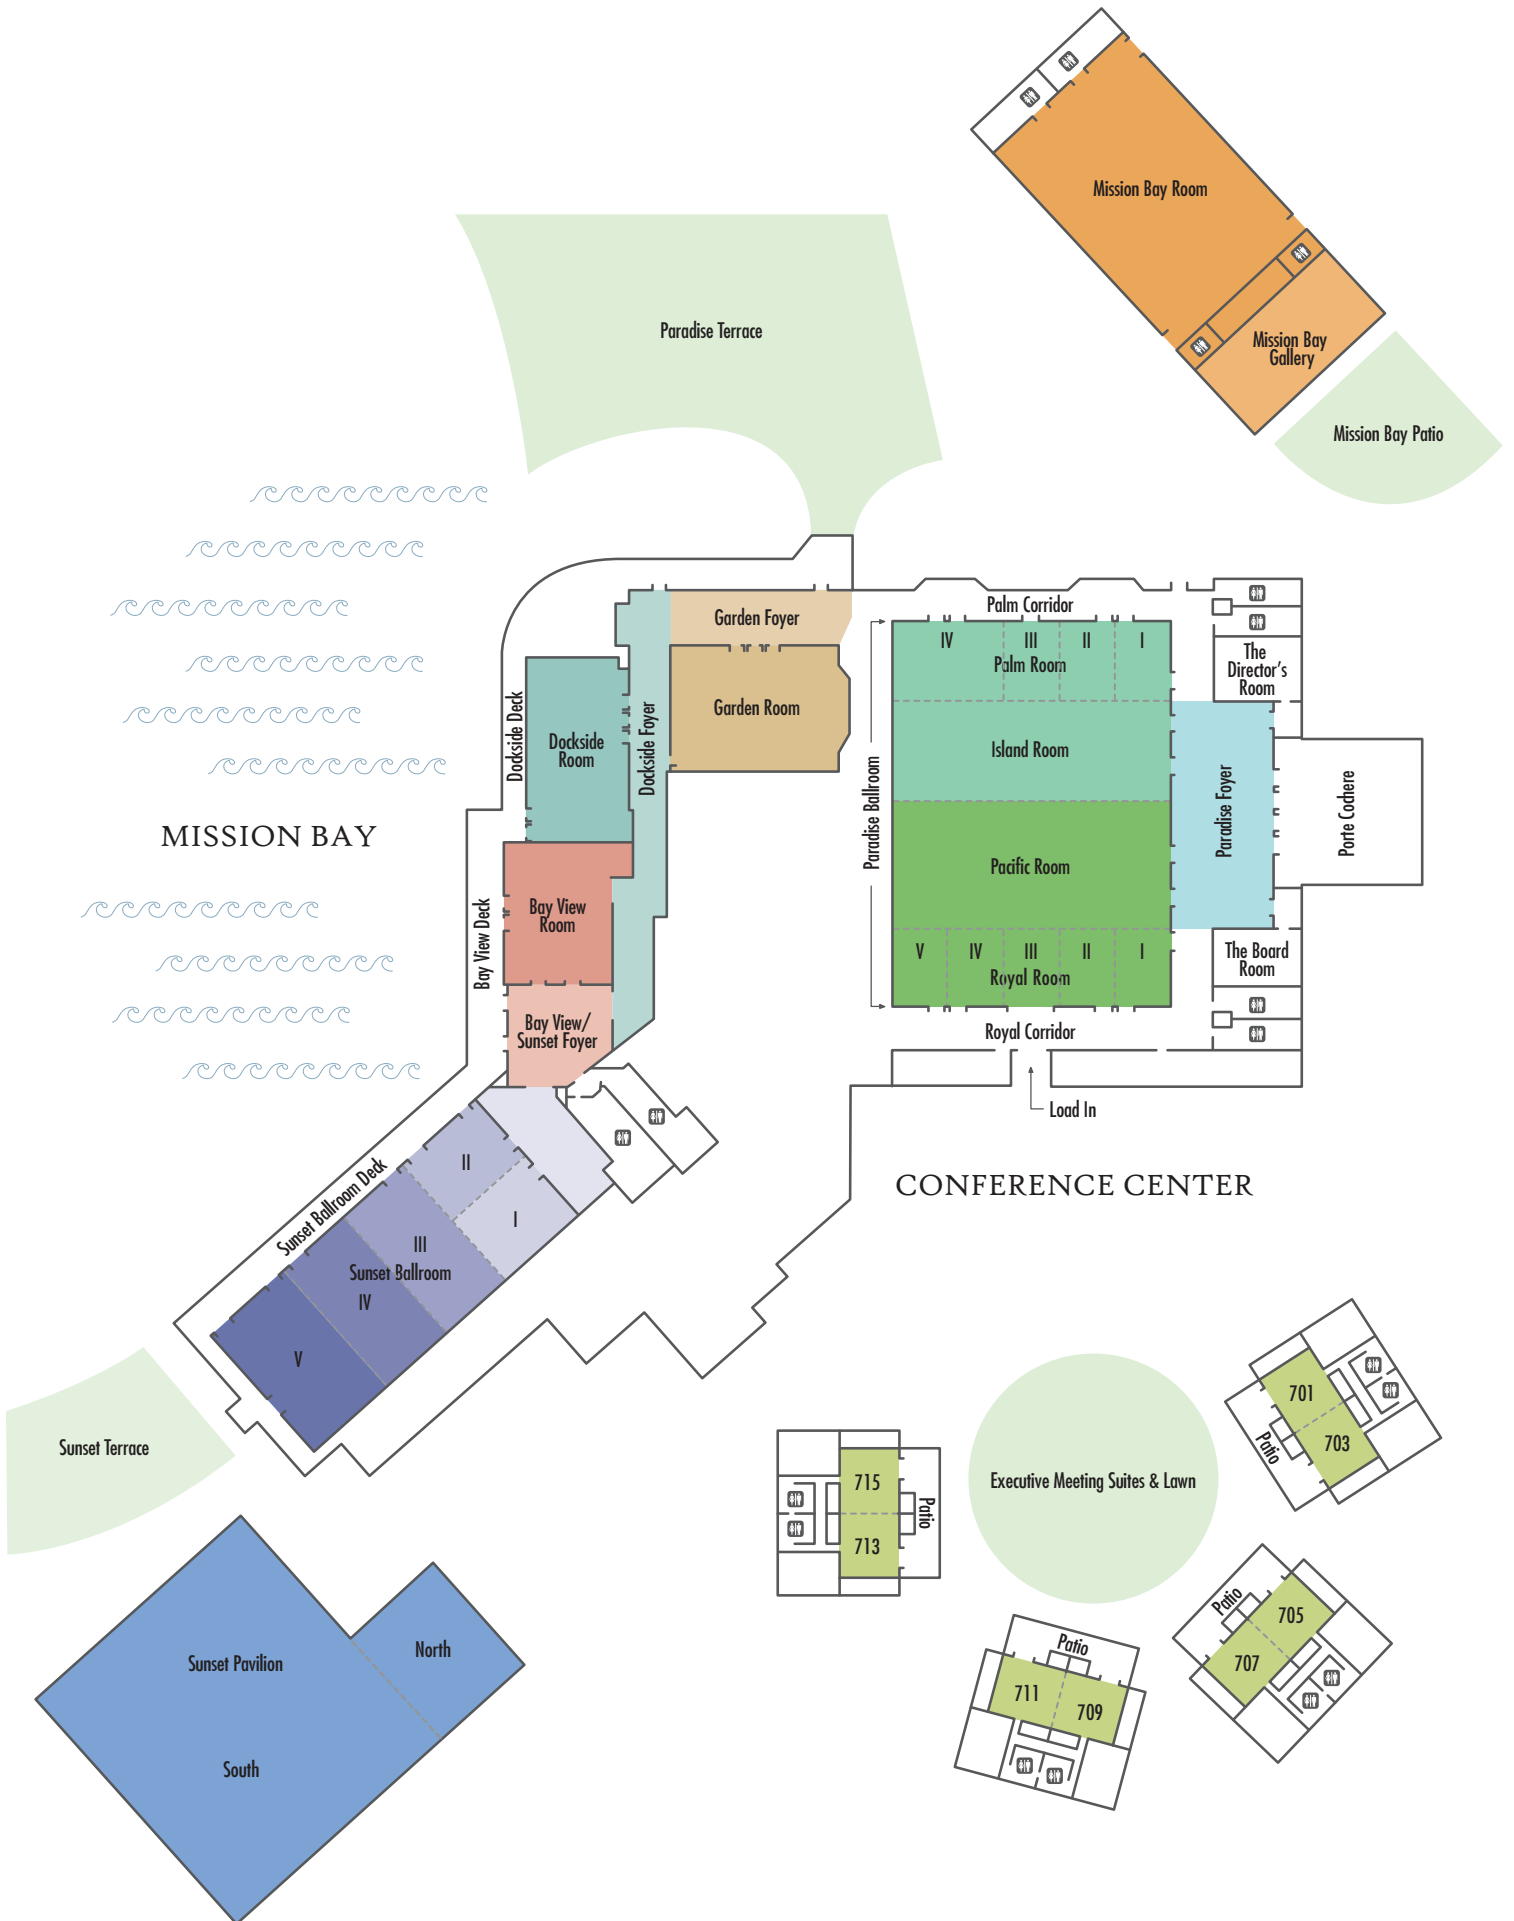 Mission Bay Room
Mission Bay
Gallery
Mission Bay Patio
Paradise Terrace
Palm Corridor
Garden Foyer
IV
III
II
I
Palm Room
The
Director's
Room
Garden Room
Dockside Deck
Dockside
Room
Dockside Foyer
Island Room
Paradise Ballroom
Paradise Foyer
Porte Cochere
MISSION BAY
Pacific Room
Bay View Deck
Bay View
Room
V
IV
III
II
I
Royal Room
The Board
Room
Bay View/
Sunset Foyer
Royal Corridor
Load In
CONFERENCE CENTER
Sunset Ballroom Deck
II
I
III
Sunset Ballroom
IV
V
Sunset Terrace
Executive Meeting Suites & Lawn
701
703
Patio
715
713
Patio
705
707
Patio
711
709
Patio
Sunset Pavilion
North
South